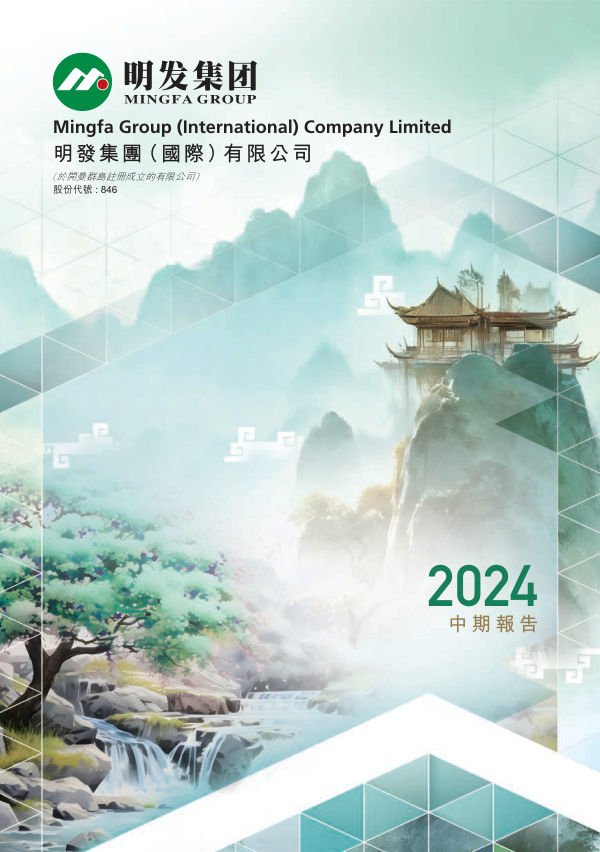 明发集团
MINGFA GROUP
Mingfa Group (International) Company Limited
明發集團（國際）有限公司
（於開曼群島註冊成立的有限公司）
股份代號 : 846
2024
中期報告